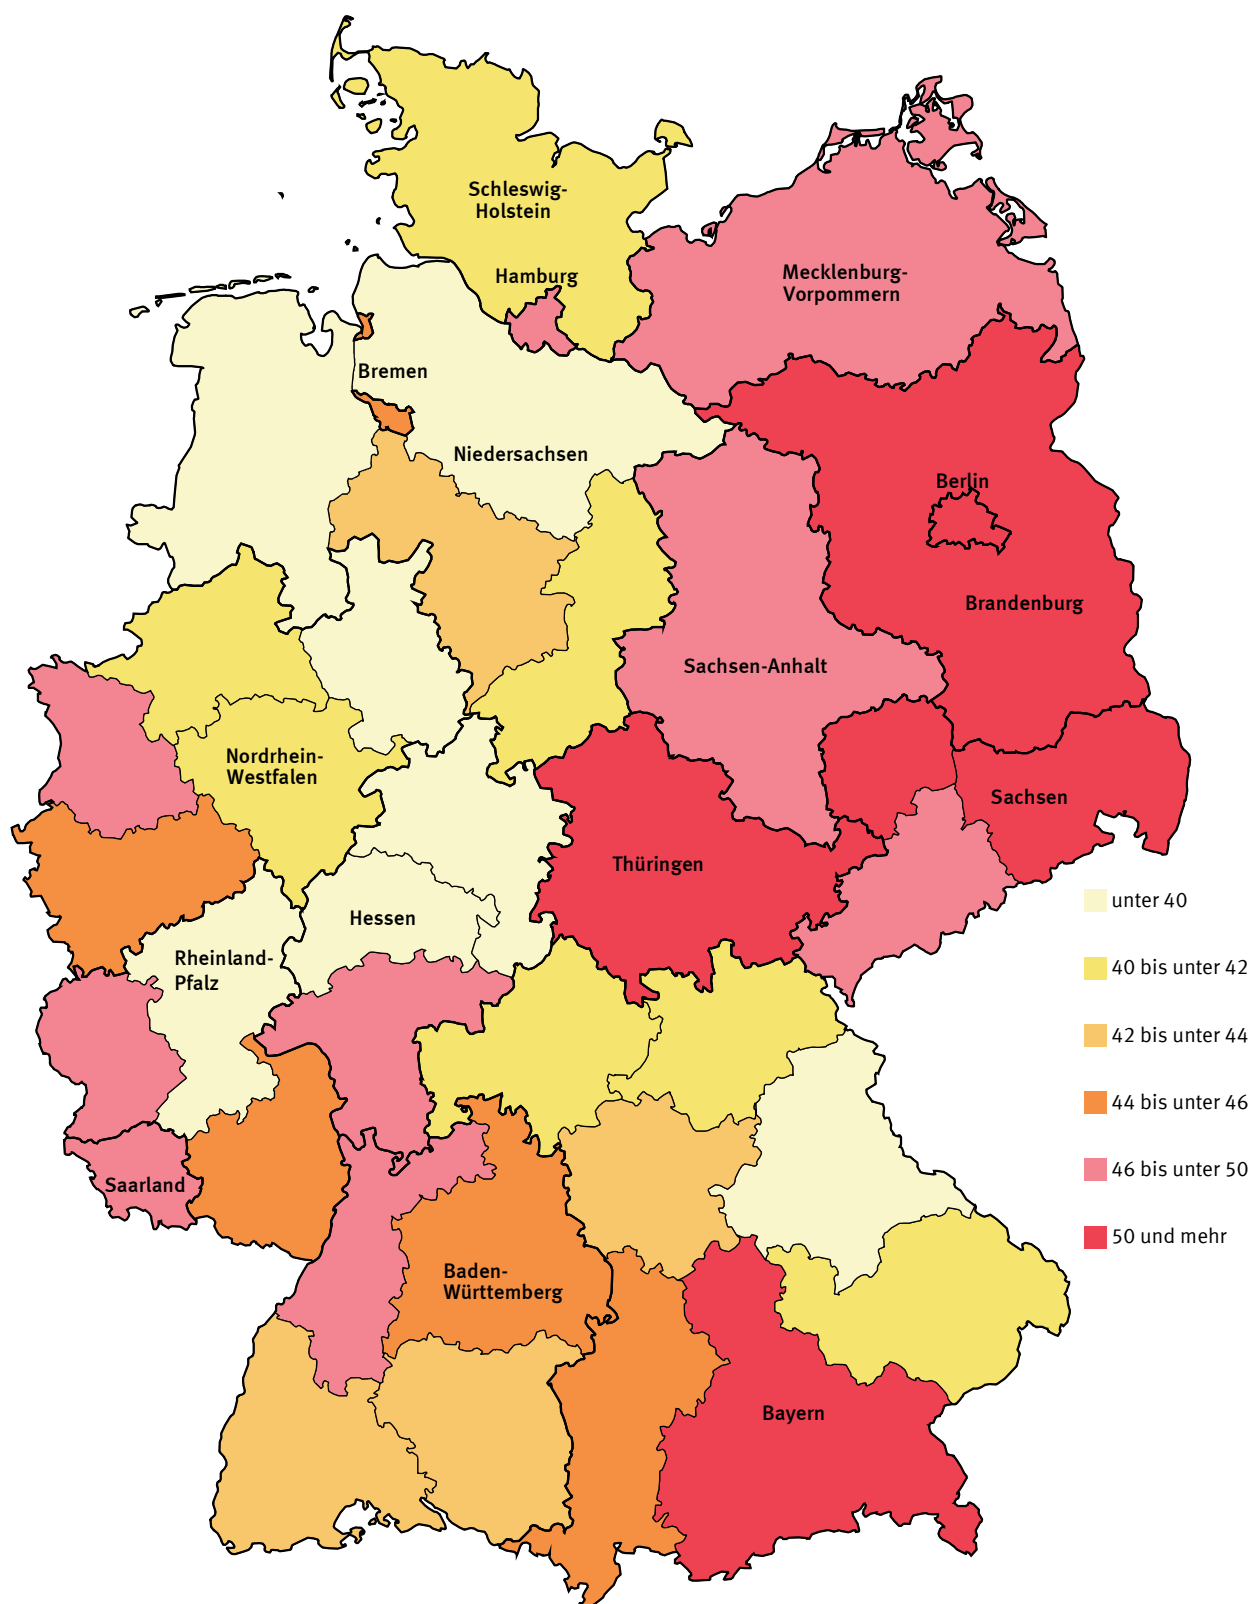 Schleswig-
Holstein
Hamburg
Mecklenburg-
Vorpommern
Bremen
Niedersachsen
Berlin
Brandenburg
Sachsen-Anhalt
Nordrhein-
Westfalen
Sachsen
Thüringen
Hessen
Rheinland-
Pfalz
Saarland
Baden-
Württemberg
Bayern
unter 40
40 bis unter 42
42 bis unter 44
44 bis unter 46
46 bis unter 50
50 und mehr